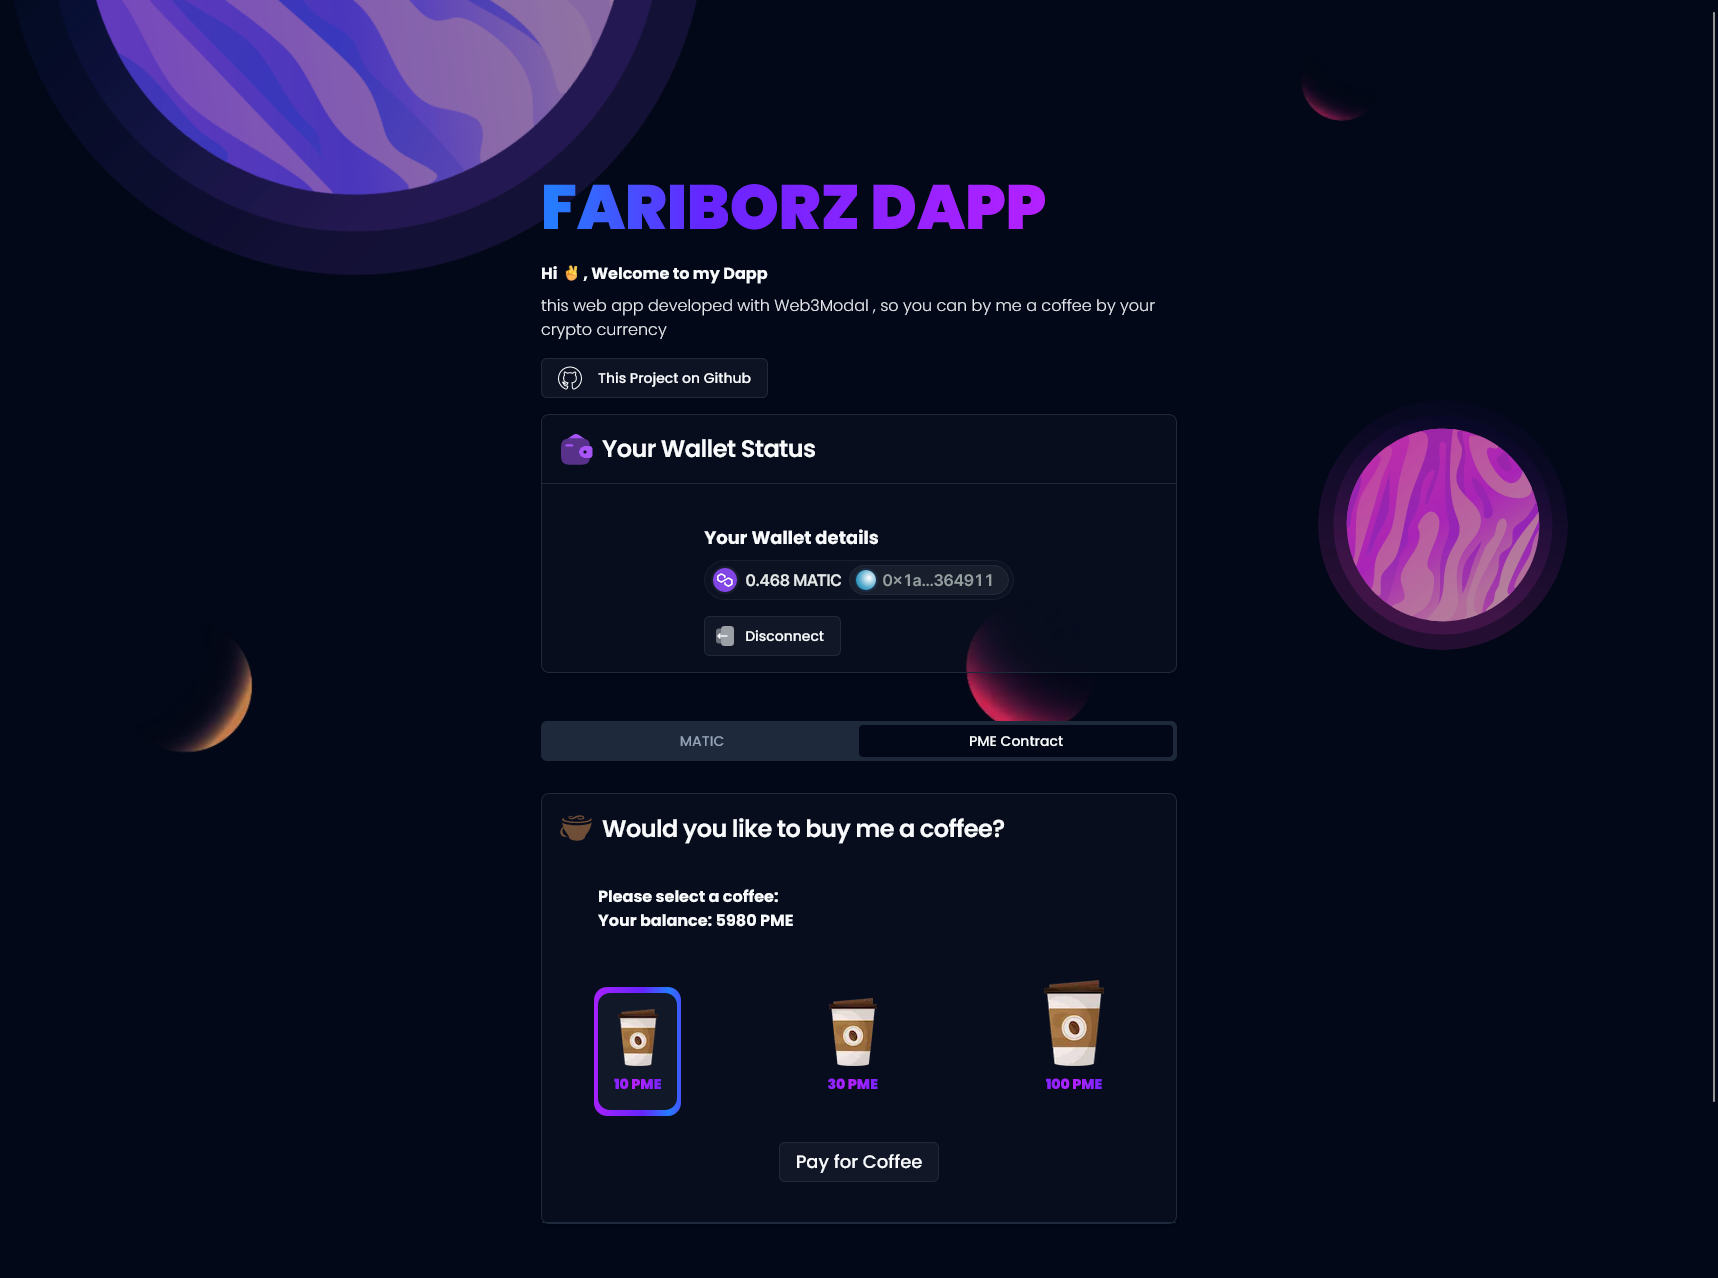 FARIBORZ DAPP
Hi ✌️ , Welcome to my Dapp
this web app developed with Web3Modal , so you can by me a coffee by your
crypto currency
This Project on Github
Your Wallet Status
Your Wallet details
0.468 MATIC 0×1a...364911
Disconnect
MATIC PME Contract
Would you like to buy me a coffee?
Please select a coffee:
Your balance: 5980 PME
10 PME 30 PME 100 PME
Pay for Coffee